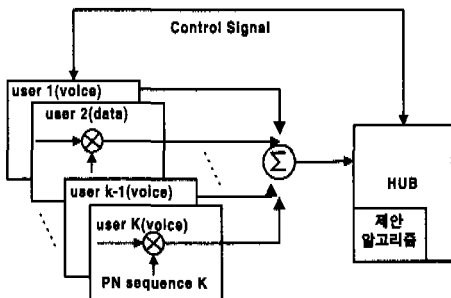 Control Signal
user 1(voice)
user 2(data)
user k-1(voice)
user K(voice)
PN sequence K
Σ
HUB
제안
알고리즘